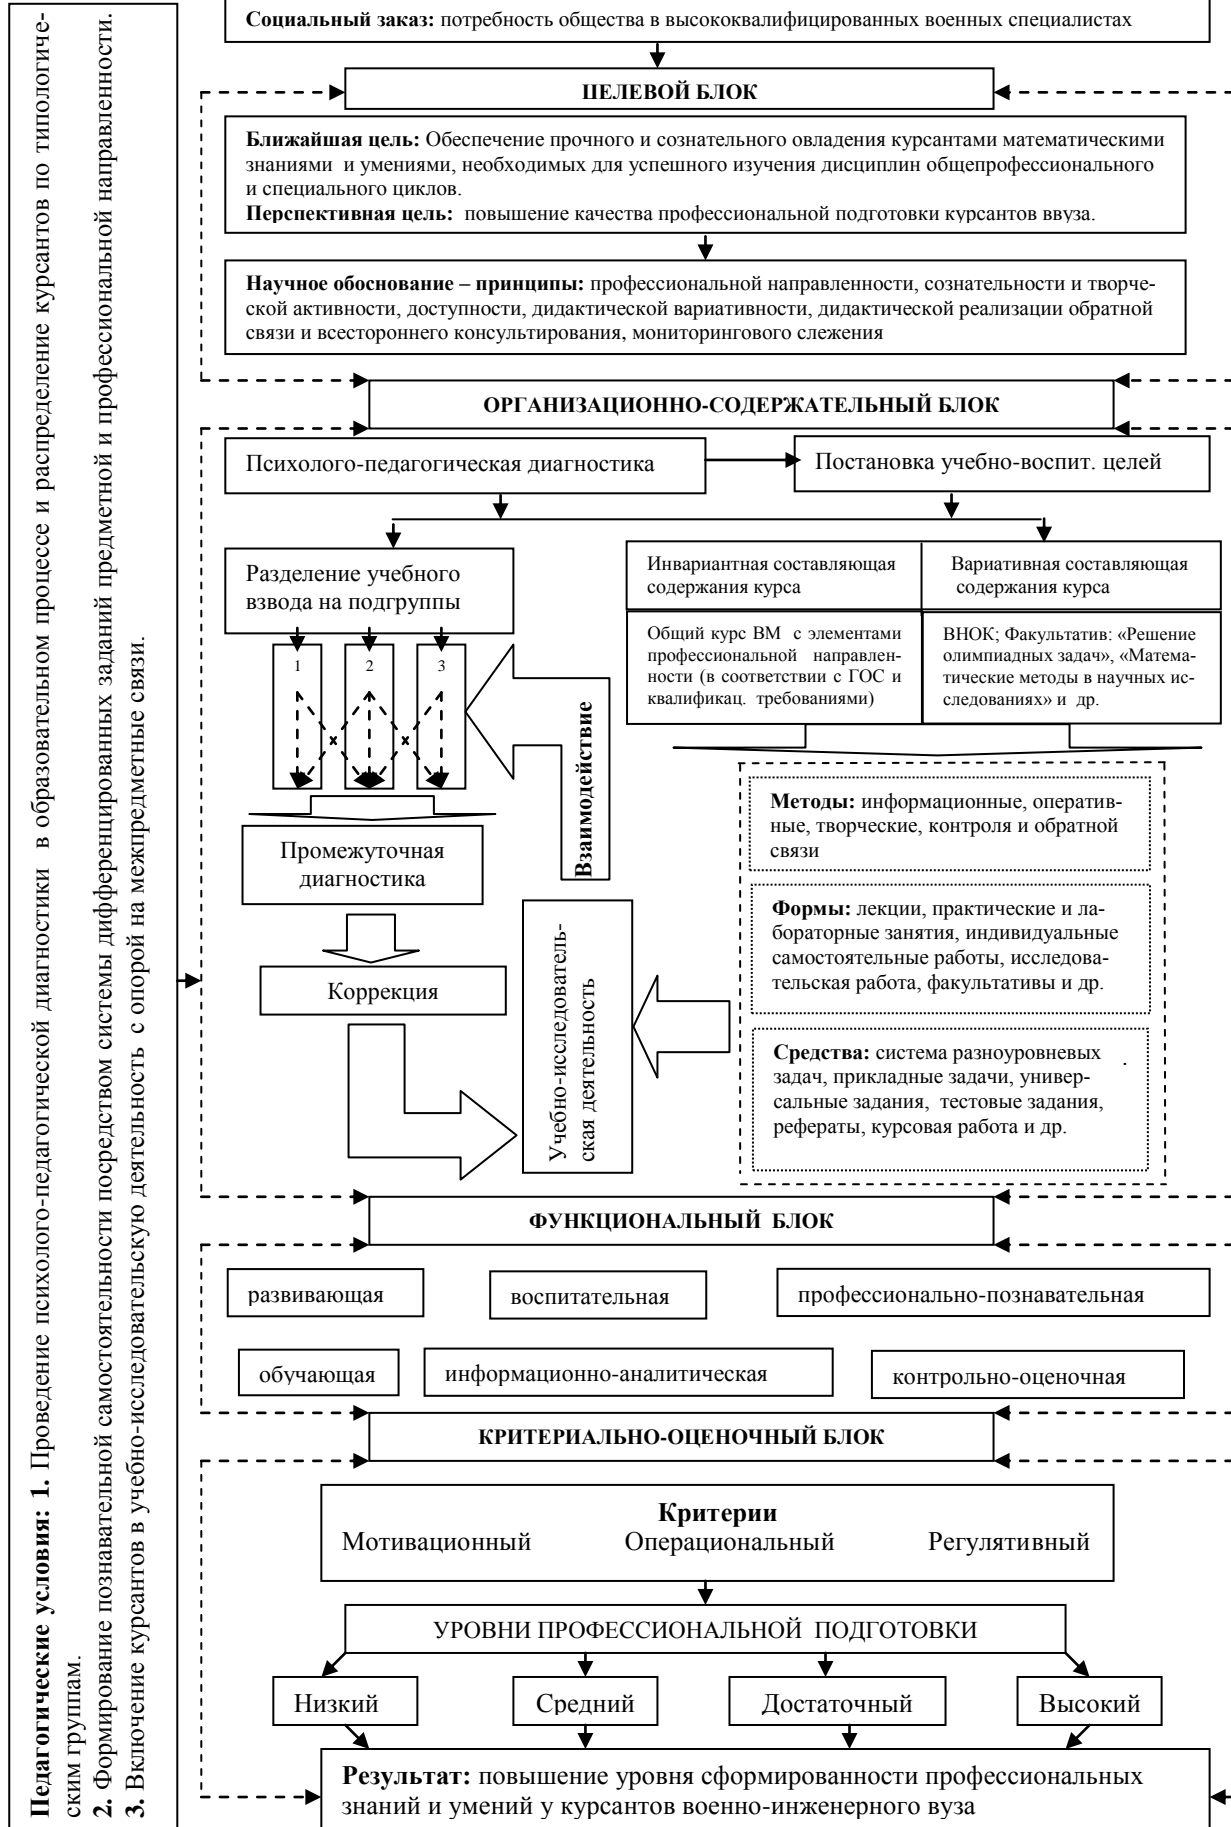 Социальный заказ: потребность общества в высококвалифицированных военных специалистах
ЦЕЛЕВОЙ БЛОК
Ближайшая цель: Обеспечение прочного и сознательного овладения курсантами математическими
знаниями и умениями, необходимых для успешного изучения дисциплин общепрофессионального
и специального циклов.
Перспективная цель: повышение качества профессиональной подготовки курсантов ввуза.
Научное обоснование – принципы: профессиональной направленности, сознательности и творче-
ской активности, доступности, дидактической вариативности, дидактической реализации обратной
связи и всестороннего консультирования, мониторингового слежения
ОРГАНИЗАЦИОННО-СОДЕРЖАТЕЛЬНЫЙ БЛОК
Психолого-педагогическая диагностика
Постановка учебно-воспит. целей
Разделение учебного
взвода на подгруппы
1
2
3
Инвариантная составляющая
содержания курса
Вариативная составляющая
содержания курса
Общий курс ВМ с элементами
профессиональной направлен-
ности (в соответствии с ГОС и
квалификац. требованиями)
ВНОК; Факультатив: «Решение
олимпиадных задач», «Матема-
тические методы в научных ис-
следованиях» и др.
Взаимодействие
Промежуточная
диагностика
Коррекция
Учебно-исследователь-
ская деятельность
Методы: информационные, оператив-
ные, творческие, контроля и обратной
связи
Формы: лекции, практические и ла-
бораторные занятия, индивидуальные
самостоятельные работы, исследова-
тельская работа, факультативы и др.
Средства: система разноуровневых
задач, прикладные задачи, универ-
сальные задания, тестовые задания,
рефераты, курсовая работа и др.
.
ФУНКЦИОНАЛЬНЫЙ БЛОК
развивающая
воспитательная
профессионально-познавательная
обучающая
информационно-аналитическая
контрольно-оценочная
КРИТЕРИАЛЬНО-ОЦЕНОЧНЫЙ БЛОК
Критерии
Мотивационный Операциональный Регулятивный
УРОВНИ ПРОФЕССИОНАЛЬНОЙ ПОДГОТОВКИ
Низкий
Средний
Достаточный
Высокий
Результат: повышение уровня сформированности профессиональных
знаний и умений у курсантов военно-инженерного вуза
Педагогические условия: 1. Проведение психолого-педагогической диагностики в образовательном процессе и распределение курсантов по типологиче-
ским группам.
2. Формирование познавательной самостоятельности посредством системы дифференцированных заданий предметной и профессиональной направленности.
3. Включение курсантов в учебно-исследовательскую деятельность с опорой на межпредметные связи.